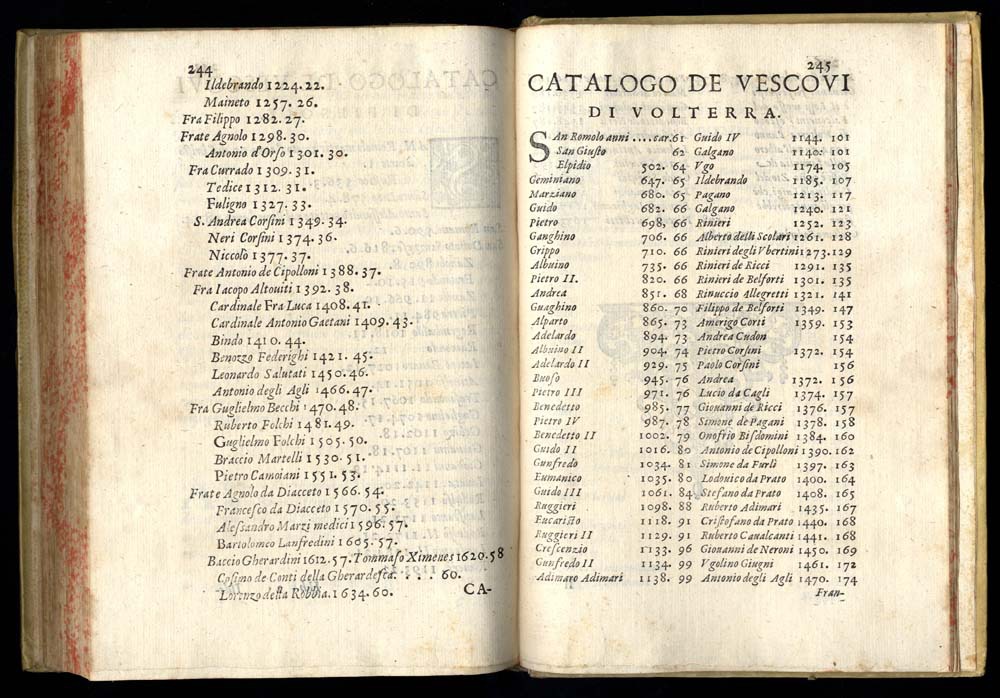 244
Ildebrando 1224. 22.
Maineto 1257. 26.
Fra Filippo 1282. 27.
Frate Agnolo 1298. 30.
Antonio d'Orso 1301. 30.
Fra Currado 1309. 31.
Tedice 1312. 31.
Fuligno 1327. 33.
S. Andrea Corsini 1349. 34.
Neri Corsini 1374. 36.
Niccolò 1377. 37.
Frate Antonio de Cipolloni 1388. 37.
Fra Iacopo Altouiti 1392. 38.
Cardinale Fra Luca 1408. 41.
Cardinale Antonio Gaetani 1409. 43.
Bindo 1410. 44.
Benozzo Federighi 1421. 45.
Leonardo Salutati 1450. 46.
Antonio degli Agli 1466. 47.
Fra Guglielmo Becchi 1470. 48.
Ruberto Folchi 1481. 49.
Guglielmo Folchi 1505. 50.
Braccio Martelli 1530. 51.
Pietro Camoiani 1551. 53.
Frate Agnolo da Diacceto 1566. 54.
Francesco da Diacceto 1570. 55.
Alessandro Marzi medici 1596. 57.
Bartolomeo Lanfredini 1605. 57.
Baccio Gherardini 1612. 57. Tommaso Ximenes 1620. 58
Cosimo de Conti della Gherardesca. . . . 60.
Lorenzo della Robbia. 1634. 60.
CA-
245
CATALOGO DE VESCOVI
DI VOLTERRA.
SAn Romolo anni .... car. 61
San Giusto 62
Elpidio 502. 64
Geminiano 647. 65
Marziano 680. 65
Guido 682. 66
Pietro 698, 66
Ganghino 706. 66
Grippo 710. 66
Albuino 735. 66
Pietro II. 820. 66
Andrea 851. 68
Guaghino 860. 70
Alparto 865. 73
Adelardo 894. 73
Albuino II 904. 74
Adelardo II 929. 75
Buoso 945. 76
Pietro III 971. 76
Benedetto 985. 77
Pietro IV 987. 78
Benedetto II 1002. 79
Guido II 1016. 80
Gunfredo 1034. 81
Eumanico 1035. 80
Guido III 1061. 84
Ruggieri 1098. 88
Eucaristo 1118. 91
Ruggieri II 1129. 91
Crescenzio 1133. 96
Gunfredo II 1134. 99
Adimaro Adimari 1138. 99
Guido IV 1144. 101
Galgano 1140. 101
Vgo 1174. 105
Ildebrando 1185. 107
Pagano 1213. 117
Galgano 1240. 121
Rinieri 1252. 123
Alberto delli Scolari 1261. 128
Rinieri degli Vbertini 1273. 129
Rinieri de Ricci 1291. 135
Rinieri de Belforti 1301. 135
Rinuccio Allegretti 1321. 141
Filippo de Belforti 1349. 147
Amerigo Corti 1359. 153
Andrea Cudon 154
Pietro Corsini 1372. 154
Paolo Corsini 156
Andrea 1372. 156
Lucio da Cagli 1374. 157
Giouanni de Ricci 1376. 157
Simone de Pagani 1378. 158
Onofrio Bisdomini 1384. 160
Antonio de Cipolloni 1390. 162
Simone da Furlì 1397. 163
Lodouico da Prato 1400. 164
Stefano da Prato 1408. 165
Ruberto Adimari 1435. 167
Cristofano da Prato 1440. 168
Ruberto Caualcanti 1441. 168
Giouanni de Neroni 1450. 169
Vgolino Giugni 1461. 172
Antonio degli Agli 1470. 174
Fran-